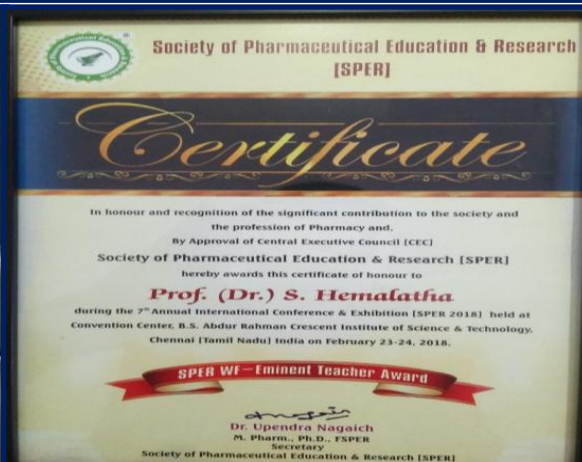 Society of Pharmaceutical Education & Research
[SPER]
Certificate
In honour and recognition of the significant contribution to the society and
the profession of Pharmacy and,
By Approval of Central Executive Council [CEC]
Society of Pharmaceutical Education & Research [SPER]
hereby awards this certificate of honour to
Prof. (Dr.) S. Hemalatha
during the 7th Annual International Conference & Exhibition [SPER 2018] held at
Convention Center, B.S. Abdur Rahman Crescent Institute of Science & Technology,
Chennai [Tamil Nadu] India on February 23-24, 2018.
SPER WF-Eminent Teacher Award
Dr. Upendra Nagaich
M. Pharm., Ph.D., FSPER
Secretary
Society of Pharmaceutical Education & Research [SPER]